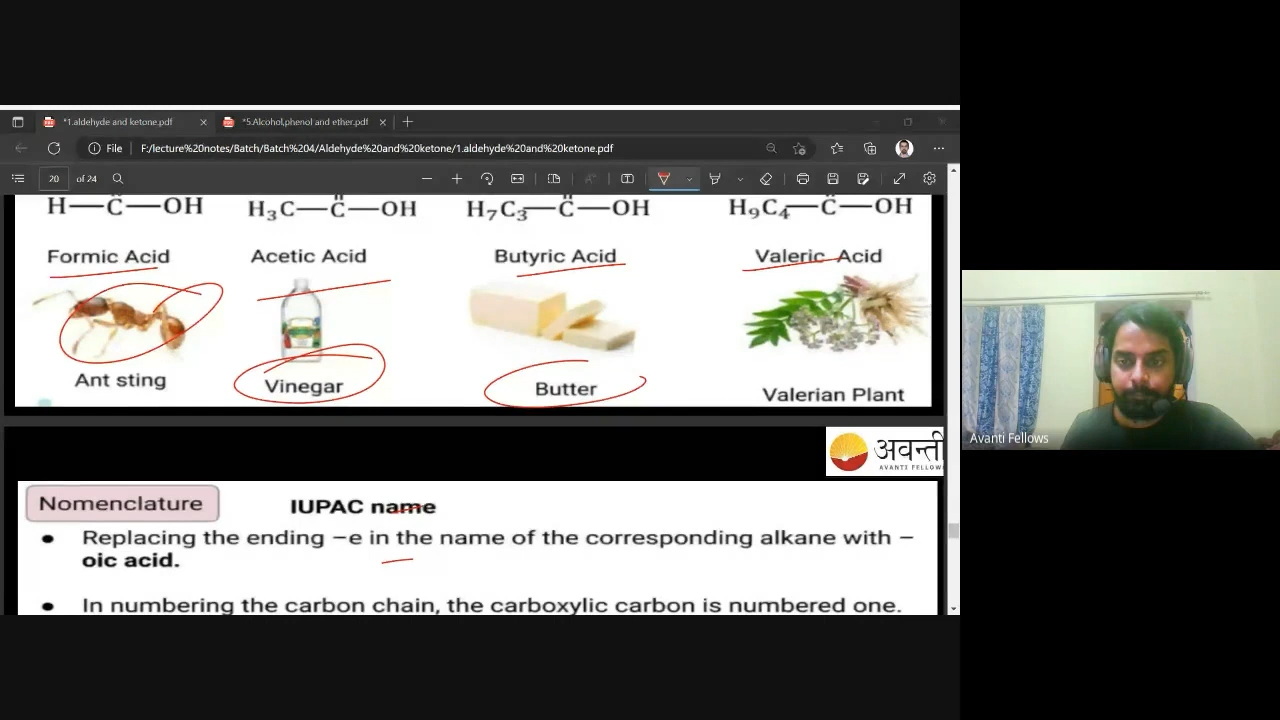 *1.aldehyde and ketone.pdf
*5.Alcohol,phenol and ether.pdf
File
F:/lecture%20notes/Batch/Batch%204/Aldehyde%20and%20ketone/1.aldehyde%20and%20ketone.pdf
20 of 24
H—C—OH H₃C—C—OH H₇C₃—C—OH H₉C₄—C—OH
Formic Acid Acetic Acid Butyric Acid Valeric Acid
Ant sting Vinegar Butter Valerian Plant
अवन्ती
AVANTI FELLOW
Nomenclature IUPAC name
● Replacing the ending –e in the name of the corresponding alkane with –
oic acid.
● In numbering the carbon chain, the carboxylic carbon is numbered one.
Avanti Fellows